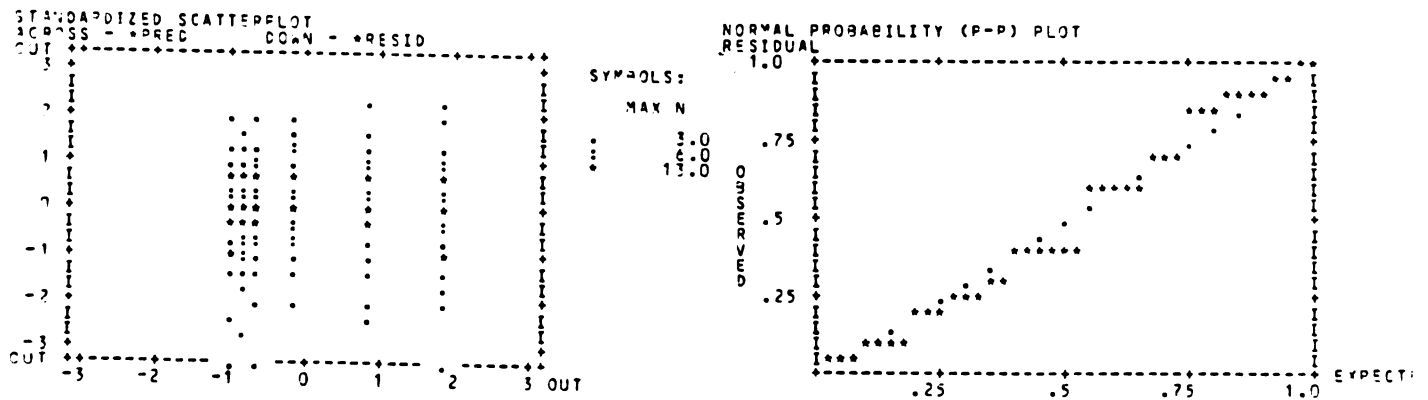 STANDARDIZED SCATTERPLOT
ACROSS - *PRED DOWN - *RESID
OUT
3
2
1
0
-1
-2
-3
OUT
-3 -2 -1 0 1 2 3 OUT
SYMBOLS:
MAX N
. 3.0
: 6.0
* 13.0
NORMAL PROBABILITY (P-P) PLOT
RESIDUAL
1.0
.75
OBSERVED
.5
.25
.25 .5 .75 1.0